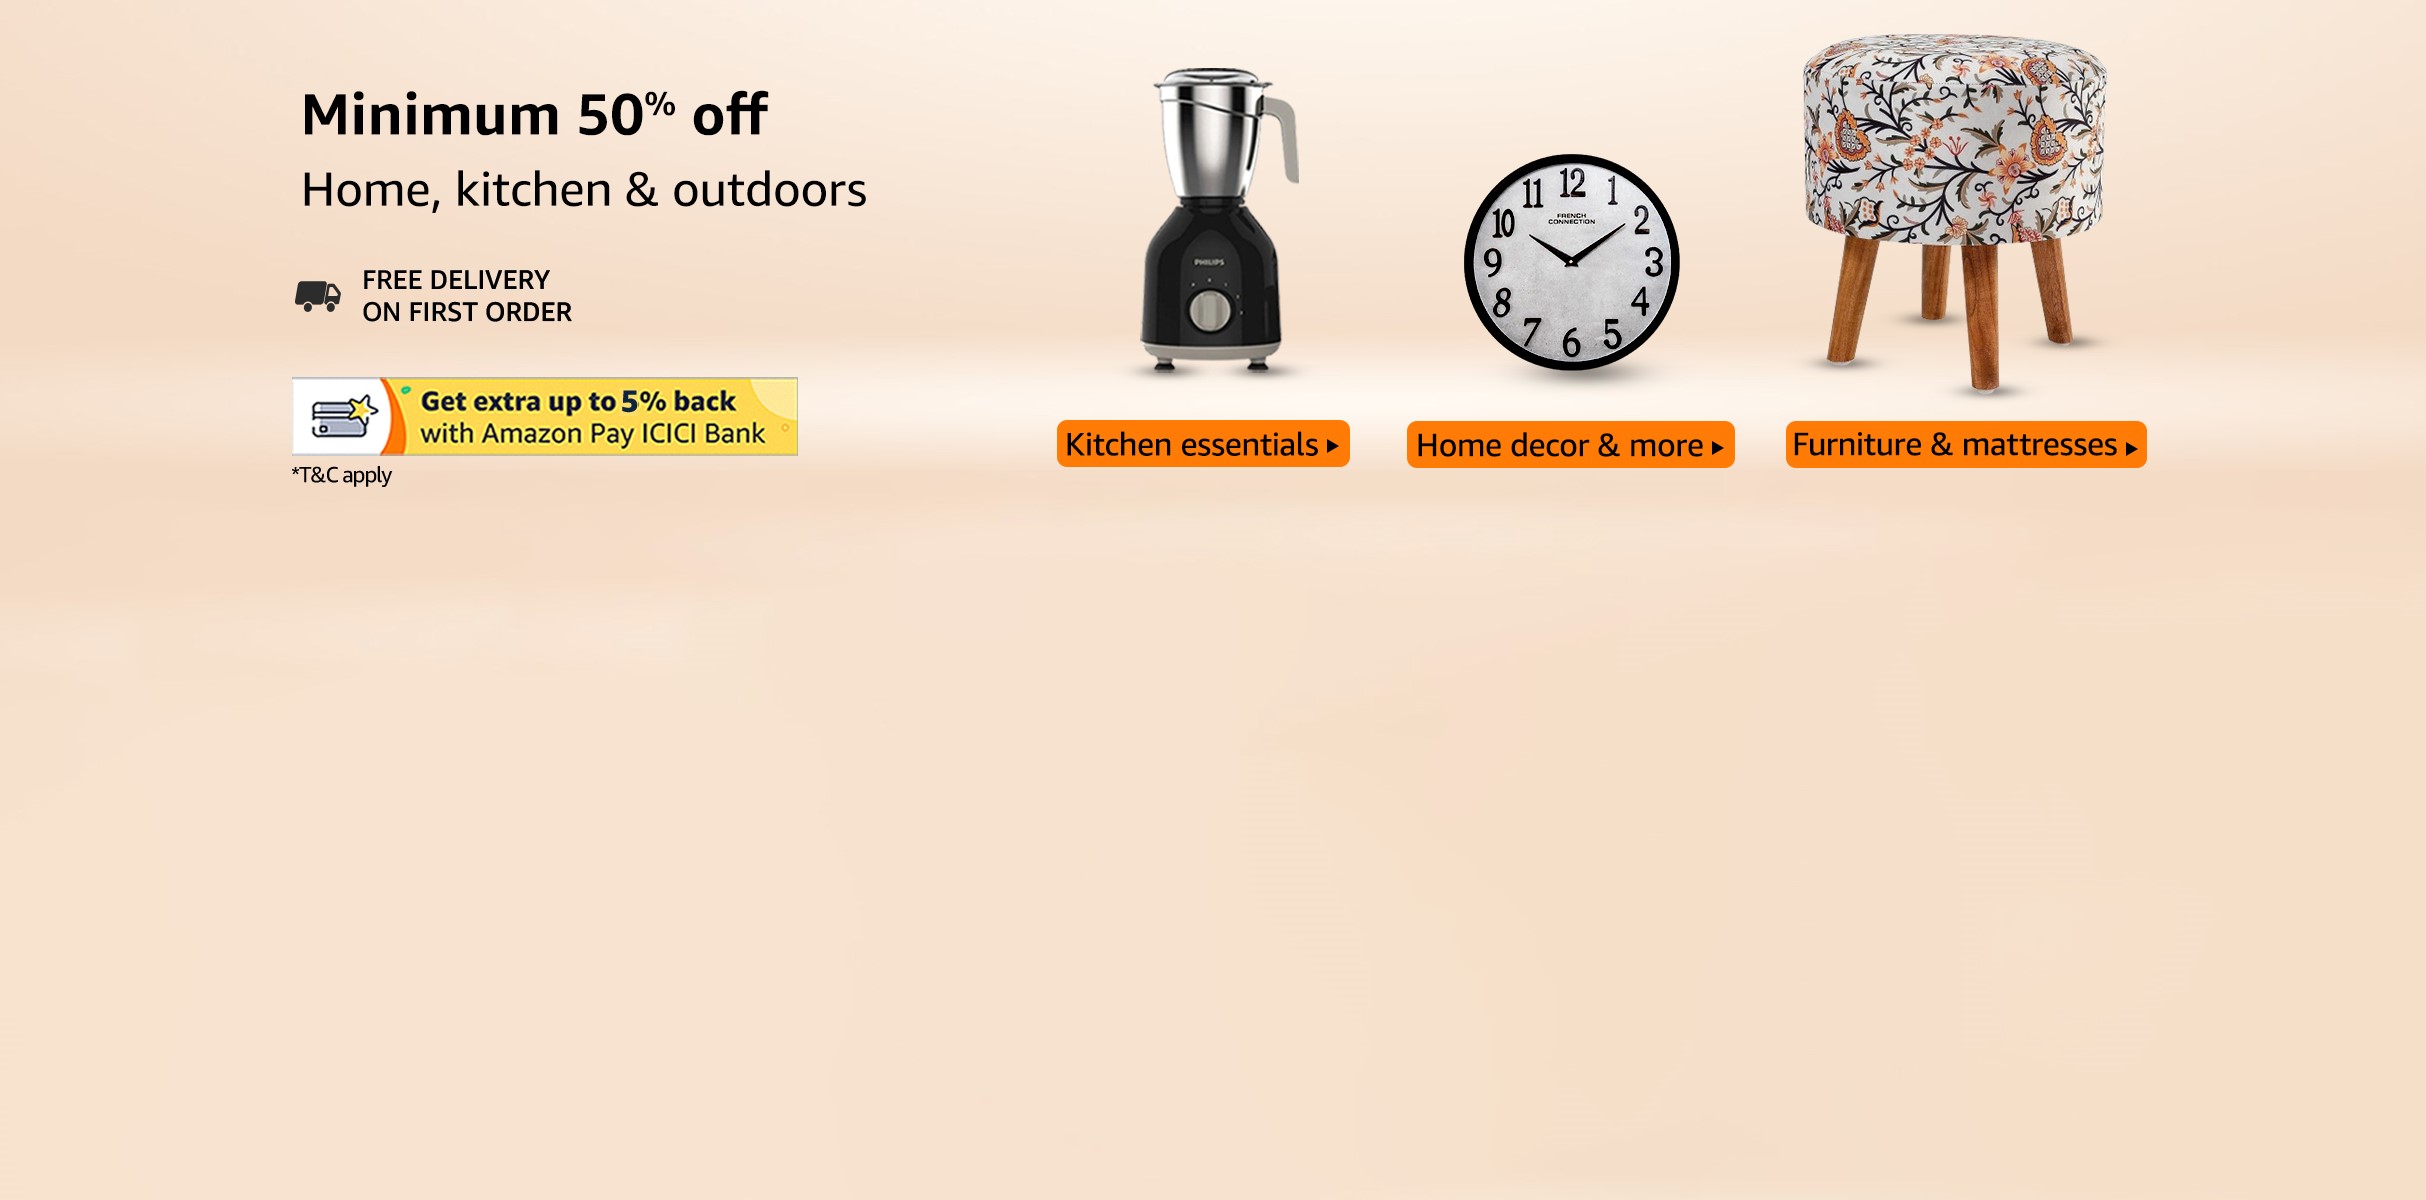 Minimum 50% off
Home, kitchen & outdoors
FREE DELIVERY
ON FIRST ORDER
Get extra up to 5% back
with Amazon Pay ICICI Bank
*T&C apply
PHILIPS
12
11 1
10 2
FRENCH
CONNECTION
9 3
8 4
7 5
6
Kitchen essentials
Home decor & more
Furniture & mattresses